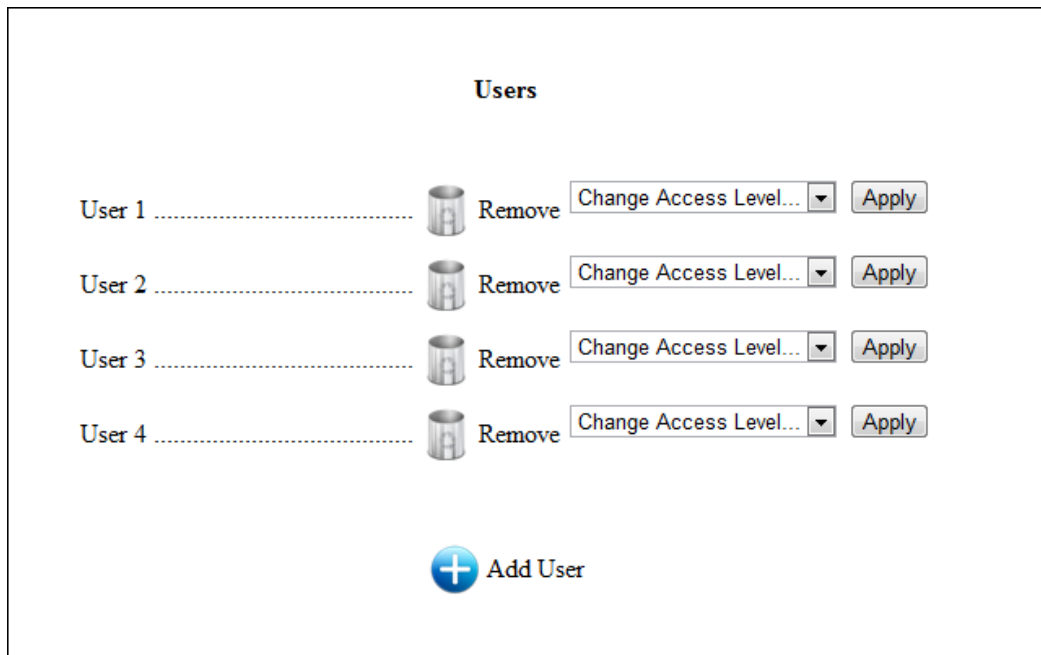 Users
User 1 ................................................ Remove Change Access Level... Apply
User 2 ................................................ Remove Change Access Level... Apply
User 3 ................................................ Remove Change Access Level... Apply
User 4 ................................................ Remove Change Access Level... Apply
Add User